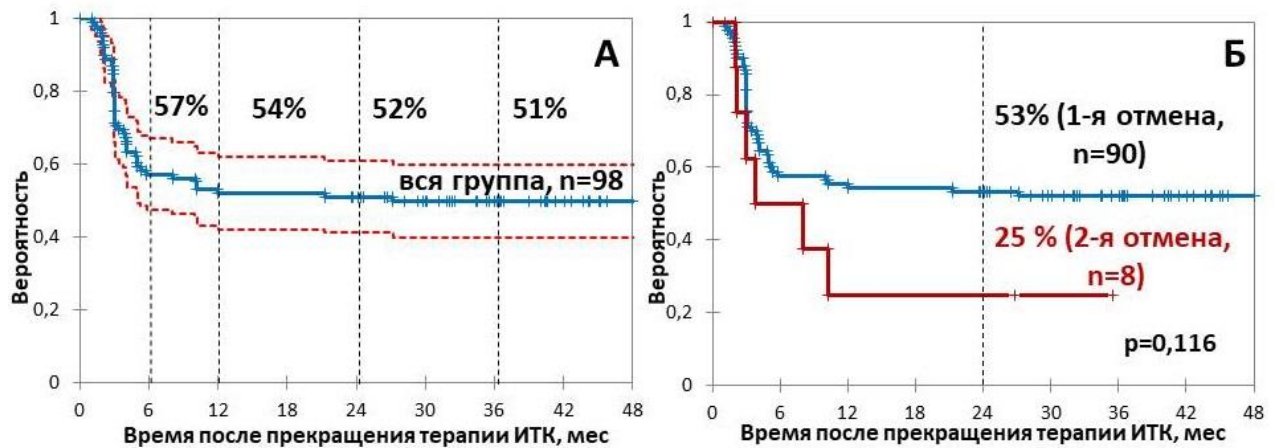 А
Вероятность
1
0,8
0,6
0,4
0,2
0
57%
54%
52%
51%
вся группа, n=98
0
6
12
18
24
30
36
42
48
Время после прекращения терапии ИТК, мес
Б
Вероятность
1
0,8
0,6
0,4
0,2
0
53% (1-я отмена,
n=90)
25 % (2-я отмена,
n=8)
p=0,116
0
6
12
18
24
30
36
42
48
Время после прекращения терапии ИТК, мес